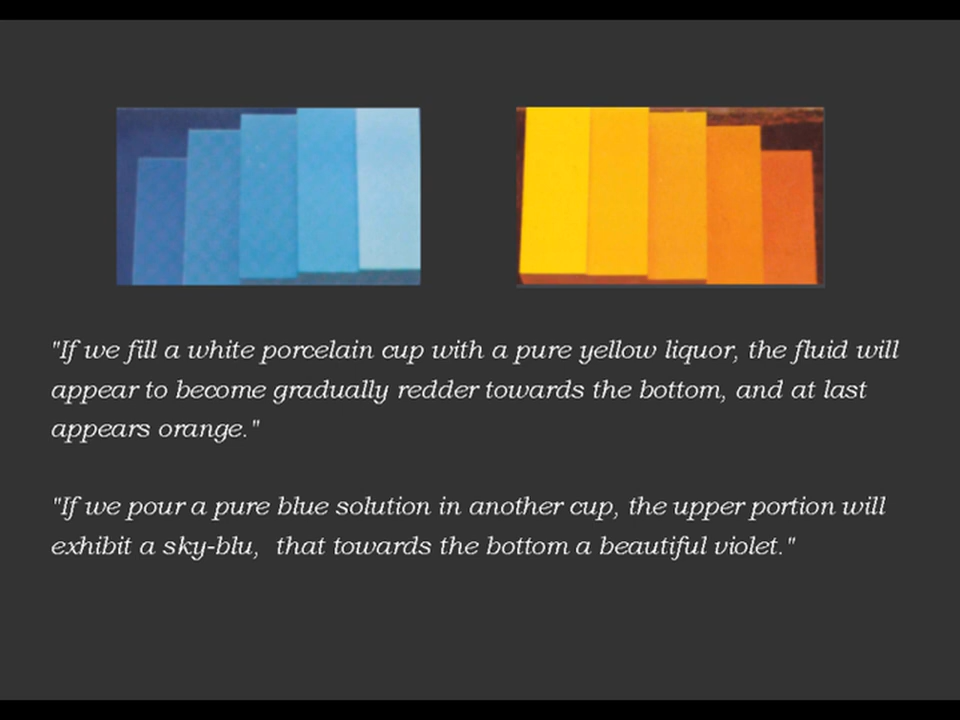 "If we fill a white porcelain cup with a pure yellow liquor, the fluid will
appear to become gradually redder towards the bottom, and at last
appears orange."
"If we pour a pure blue solution in another cup, the upper portion will
exhibit a sky-blu,  that towards the bottom a beautiful violet."